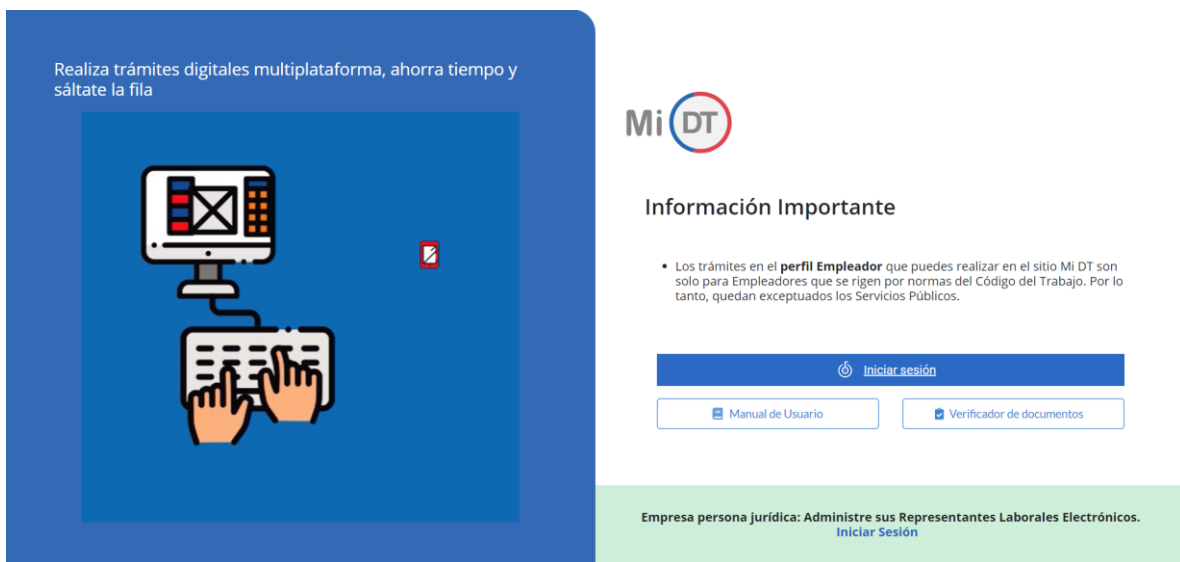 Realiza trámites digitales multiplataforma, ahorra tiempo y
sáltate la fila
Mi DT
Información Importante
• Los trámites en el perfil Empleador que puedes realizar en el sitio Mi DT son
solo para Empleadores que se rigen por normas del Código del Trabajo. Por lo
tanto, quedan exceptuados los Servicios Públicos.
Iniciar sesión
Manual de Usuario
Verificador de documentos
Empresa persona jurídica: Administre sus Representantes Laborales Electrónicos.
Iniciar Sesión